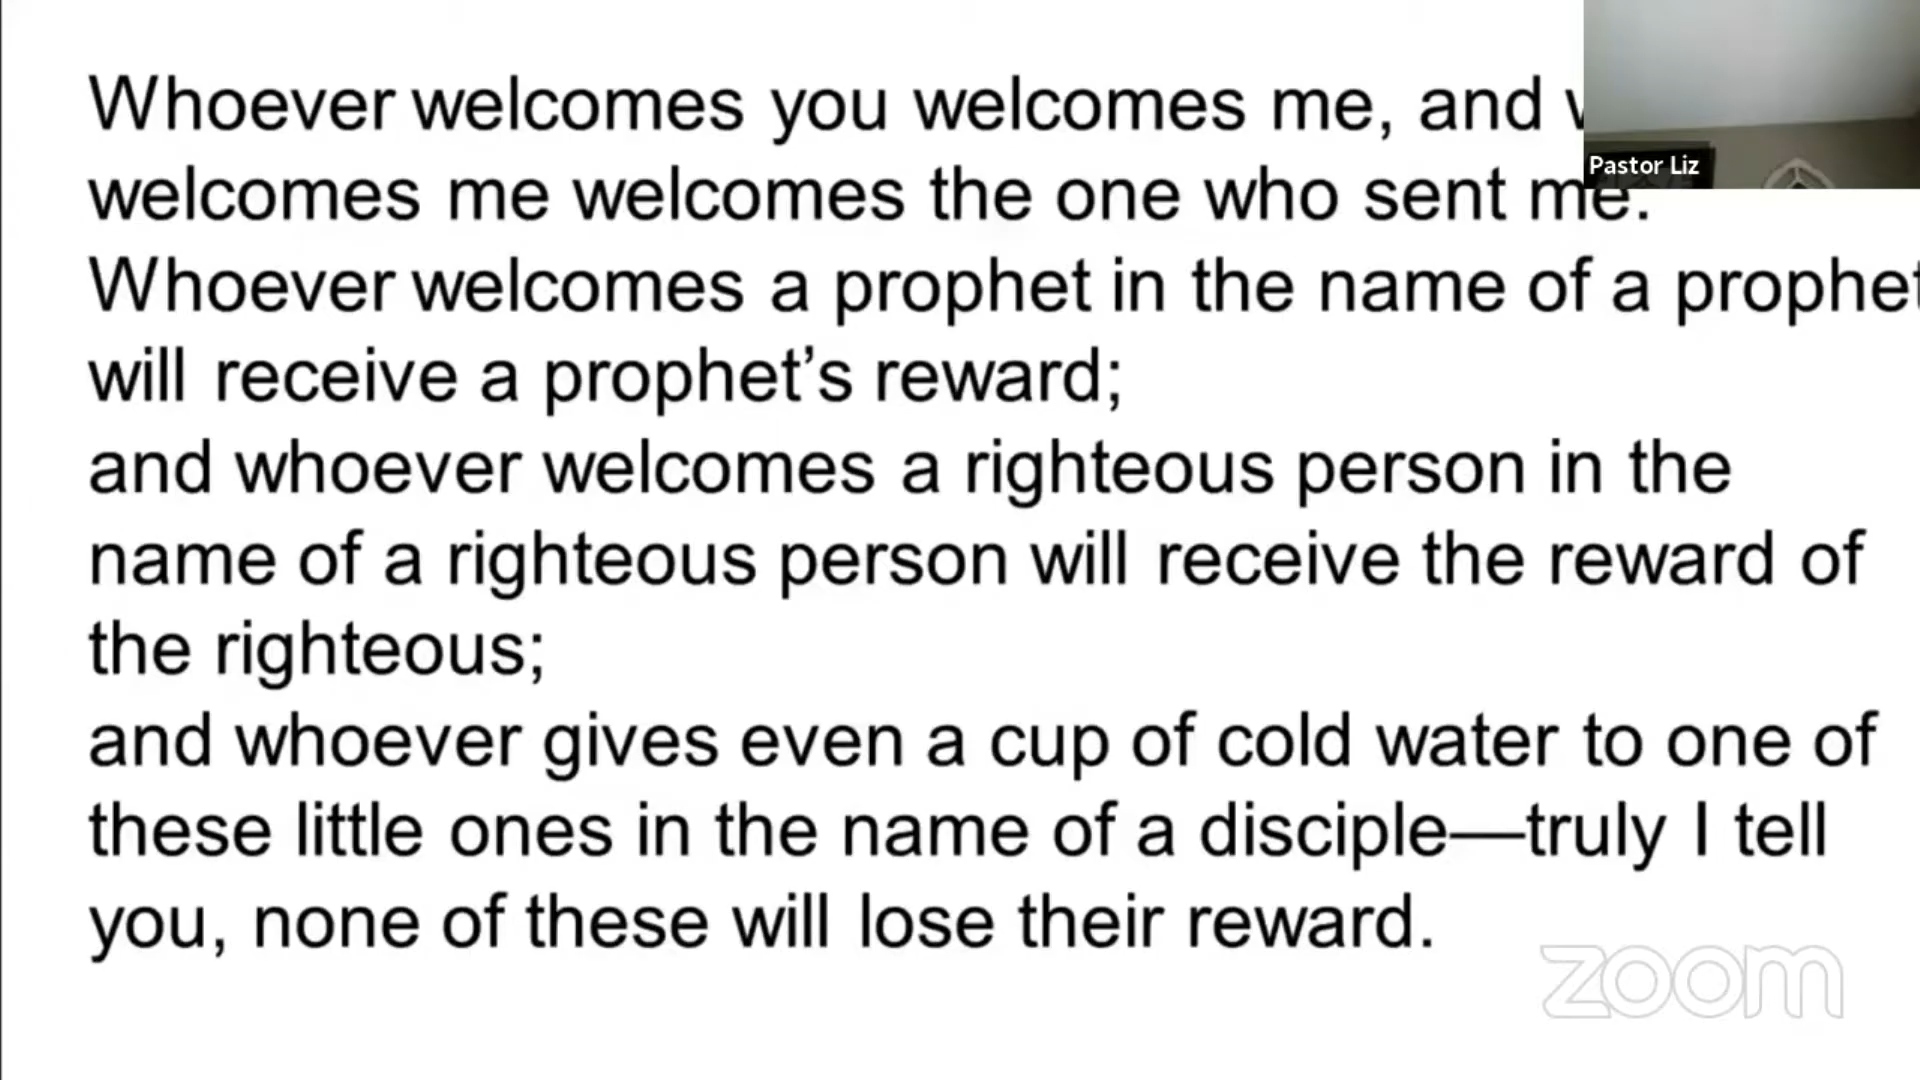 Whoever welcomes you welcomes me, and
welcomes me welcomes the one who sent me.
Whoever welcomes a prophet in the name of a prophet
will receive a prophet’s reward;
and whoever welcomes a righteous person in the
name of a righteous person will receive the reward of
the righteous;
and whoever gives even a cup of cold water to one of
these little ones in the name of a disciple—truly I tell
you, none of these will lose their reward.
Pastor Liz
zoom